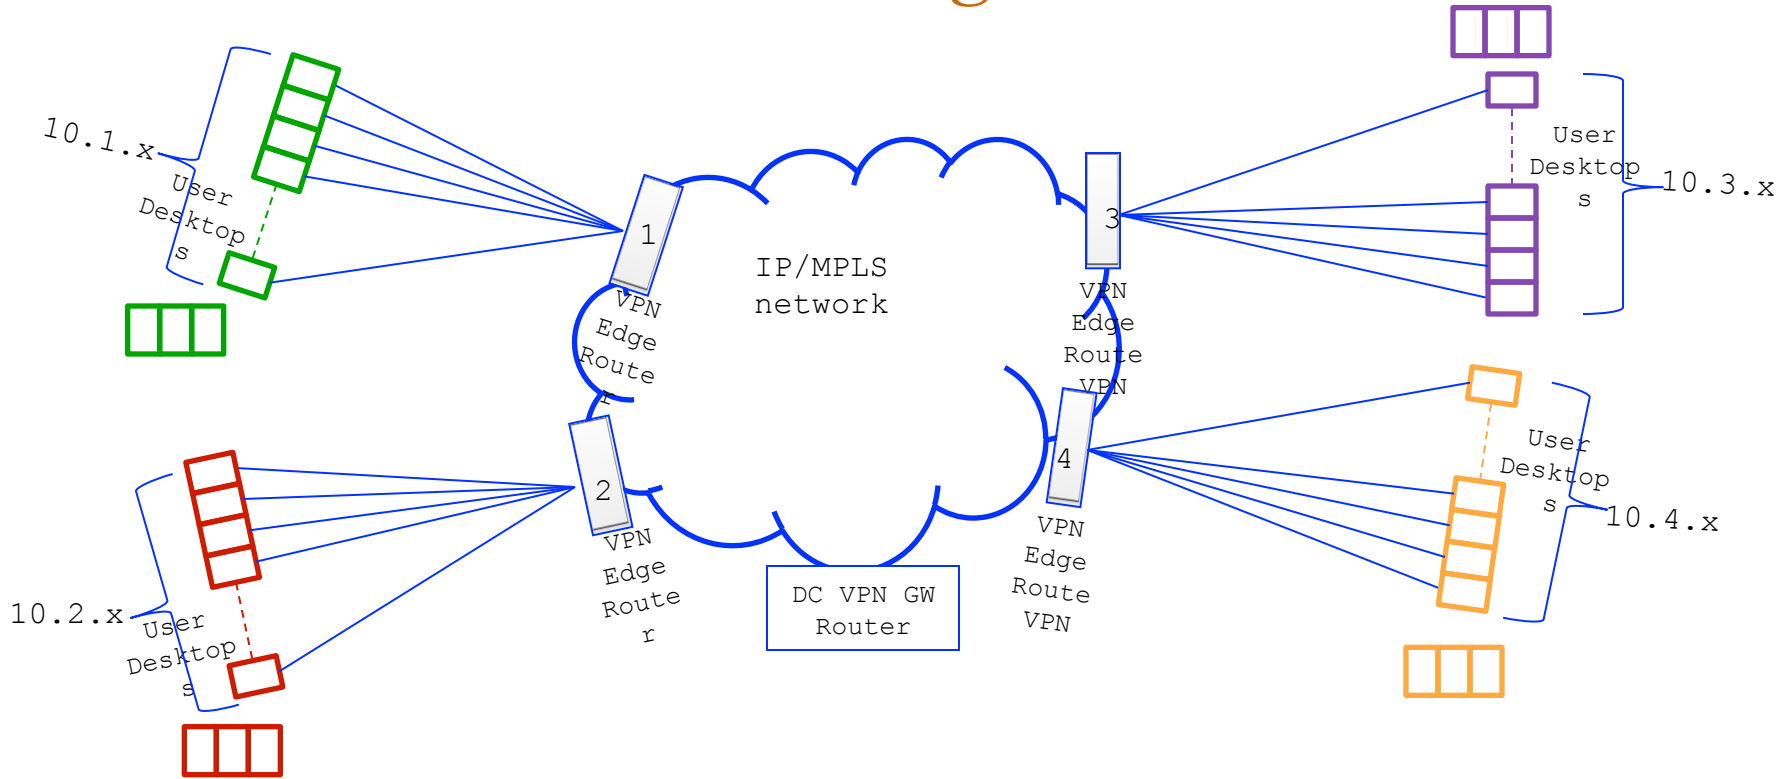 g
10.1.x
User
Desktop
s
1
VPN
Edge
Route
r
IP/MPLS
network
3
VPN
Edge
Route
VPN
User
Desktop
s
10.3.x
10.2.x
User
Desktop
s
2
VPN
Edge
Route
r
DC VPN GW
Router
4
VPN
Edge
Route
VPN
User
Desktop
s
10.4.x